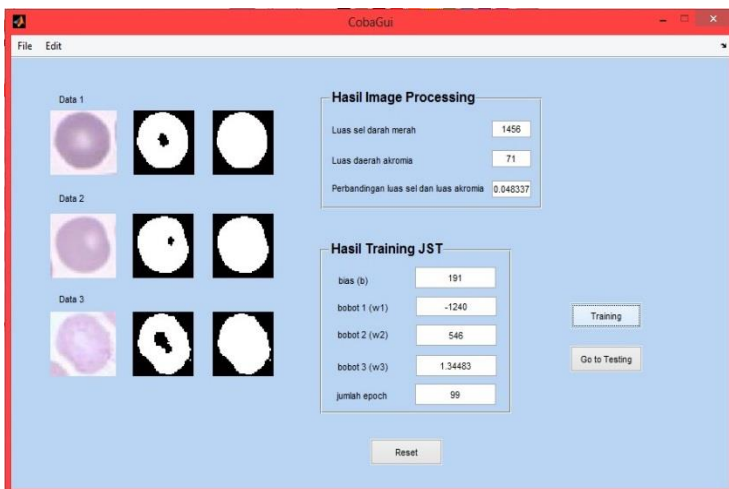 CobaGui
File Edit
Data 1
Data 2
Data 3
Hasil Image Processing
Luas sel darah merah 1456
Luas daerah akromia 71
Perbandingan luas sel dan luas akromia 0.048337
Hasil Training JST
bias (b) 191
bobot 1 (w1) -1240
bobot 2 (w2) 546
bobot 3 (w3) 1.34483
jumlah epoch 99
Training
Go to Testing
Reset